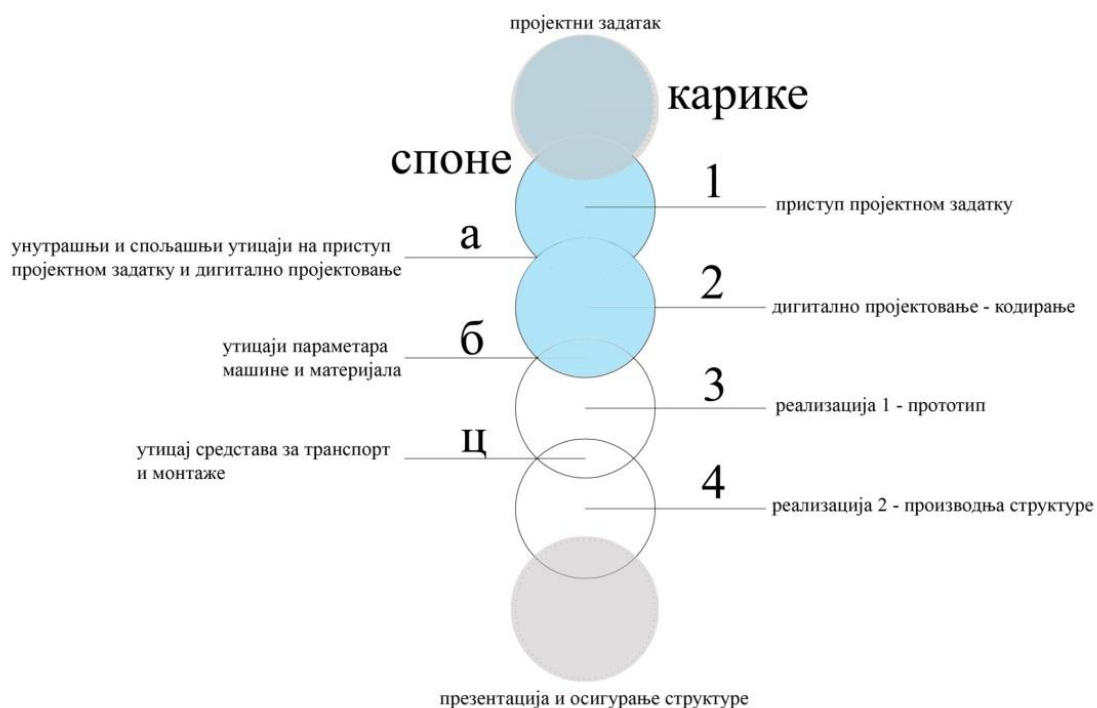 пројектни задатак
карике
споне
1
приступ пројектном задатку
а
унутрашњи и спољашњи утицаји на приступ
пројектном задатку и дигитално пројектовање
2
дигитално пројектовање - кодирање
б
утицаји параметара
машине и материјала
3
реализација 1 - прототип
ц
утицај средстава за транспорт
и монтаже
4
реализација 2 - производња структуре
презентација и осигурање структуре